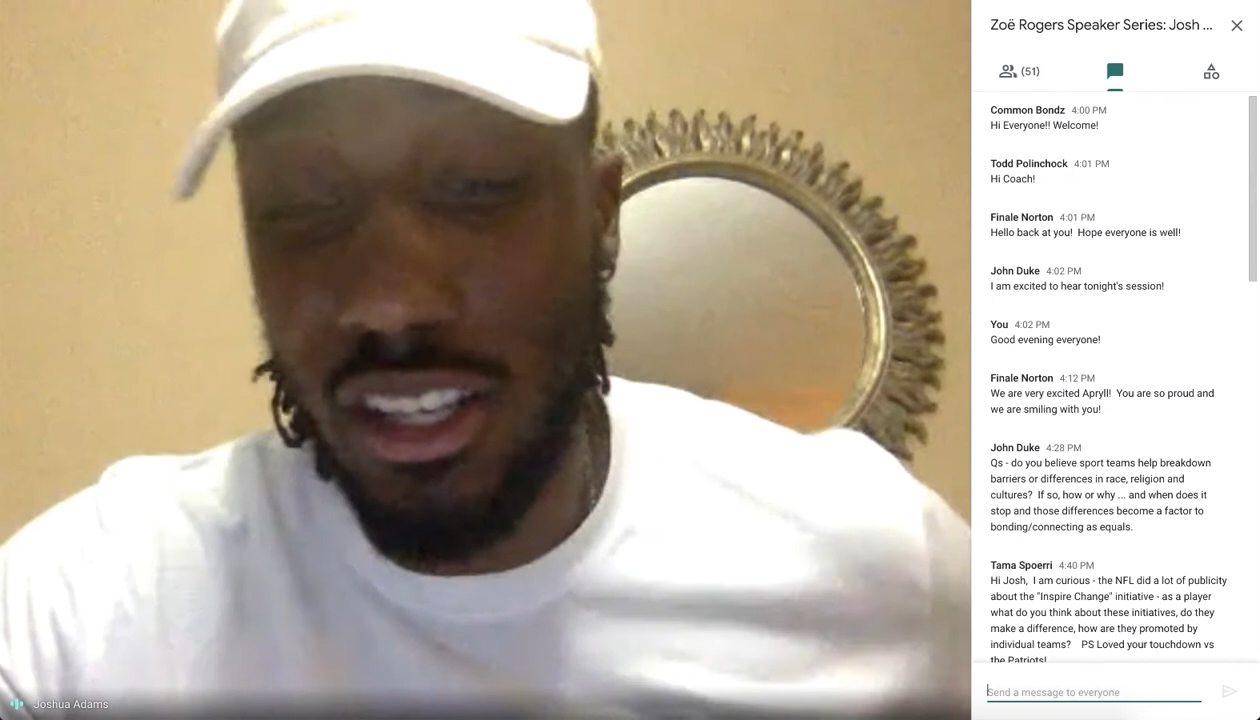 Zoë Rogers Speaker Series: Josh ...
(51)
Common Bondz 4:00 PM
Hi Everyone!! Welcome!
Todd Polinchock 4:01 PM
Hi Coach!
Finale Norton 4:01 PM
Hello back at you!  Hope everyone is well!
John Duke 4:02 PM
I am excited to hear tonight's session!
You 4:02 PM
Good evening everyone!
Finale Norton 4:12 PM
We are very excited Apryll!  You are so proud and
we are smiling with you!
John Duke 4:28 PM
Qs - do you believe sport teams help breakdown
barriers or differences in race, religion and
cultures?  If so, how or why ... and when does it
stop and those differences become a factor to
bonding/connecting as equals.
Tama Spoerri 4:40 PM
Hi Josh,  I am curious - the NFL did a lot of publicity
about the "Inspire Change" initiative - as a player
what do you think about these initiatives, do they
make a difference, how are they promoted by
individual teams?    PS Loved your touchdown vs
the Patriots!
Send a message to everyone
Joshua Adams